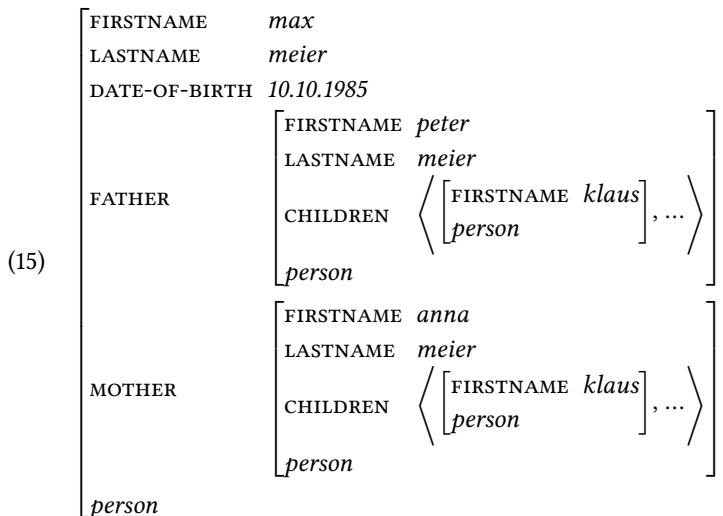 FIRSTNAME max
LASTNAME meier
DATE-OF-BIRTH 10.10.1985
FIRSTNAME peter
LASTNAME meier
FATHER
CHILDREN ⟨[FIRSTNAME klaus
person], ...⟩
person
(15)
FIRSTNAME anna
LASTNAME meier
MOTHER
CHILDREN ⟨[FIRSTNAME klaus
person], ...⟩
person
person